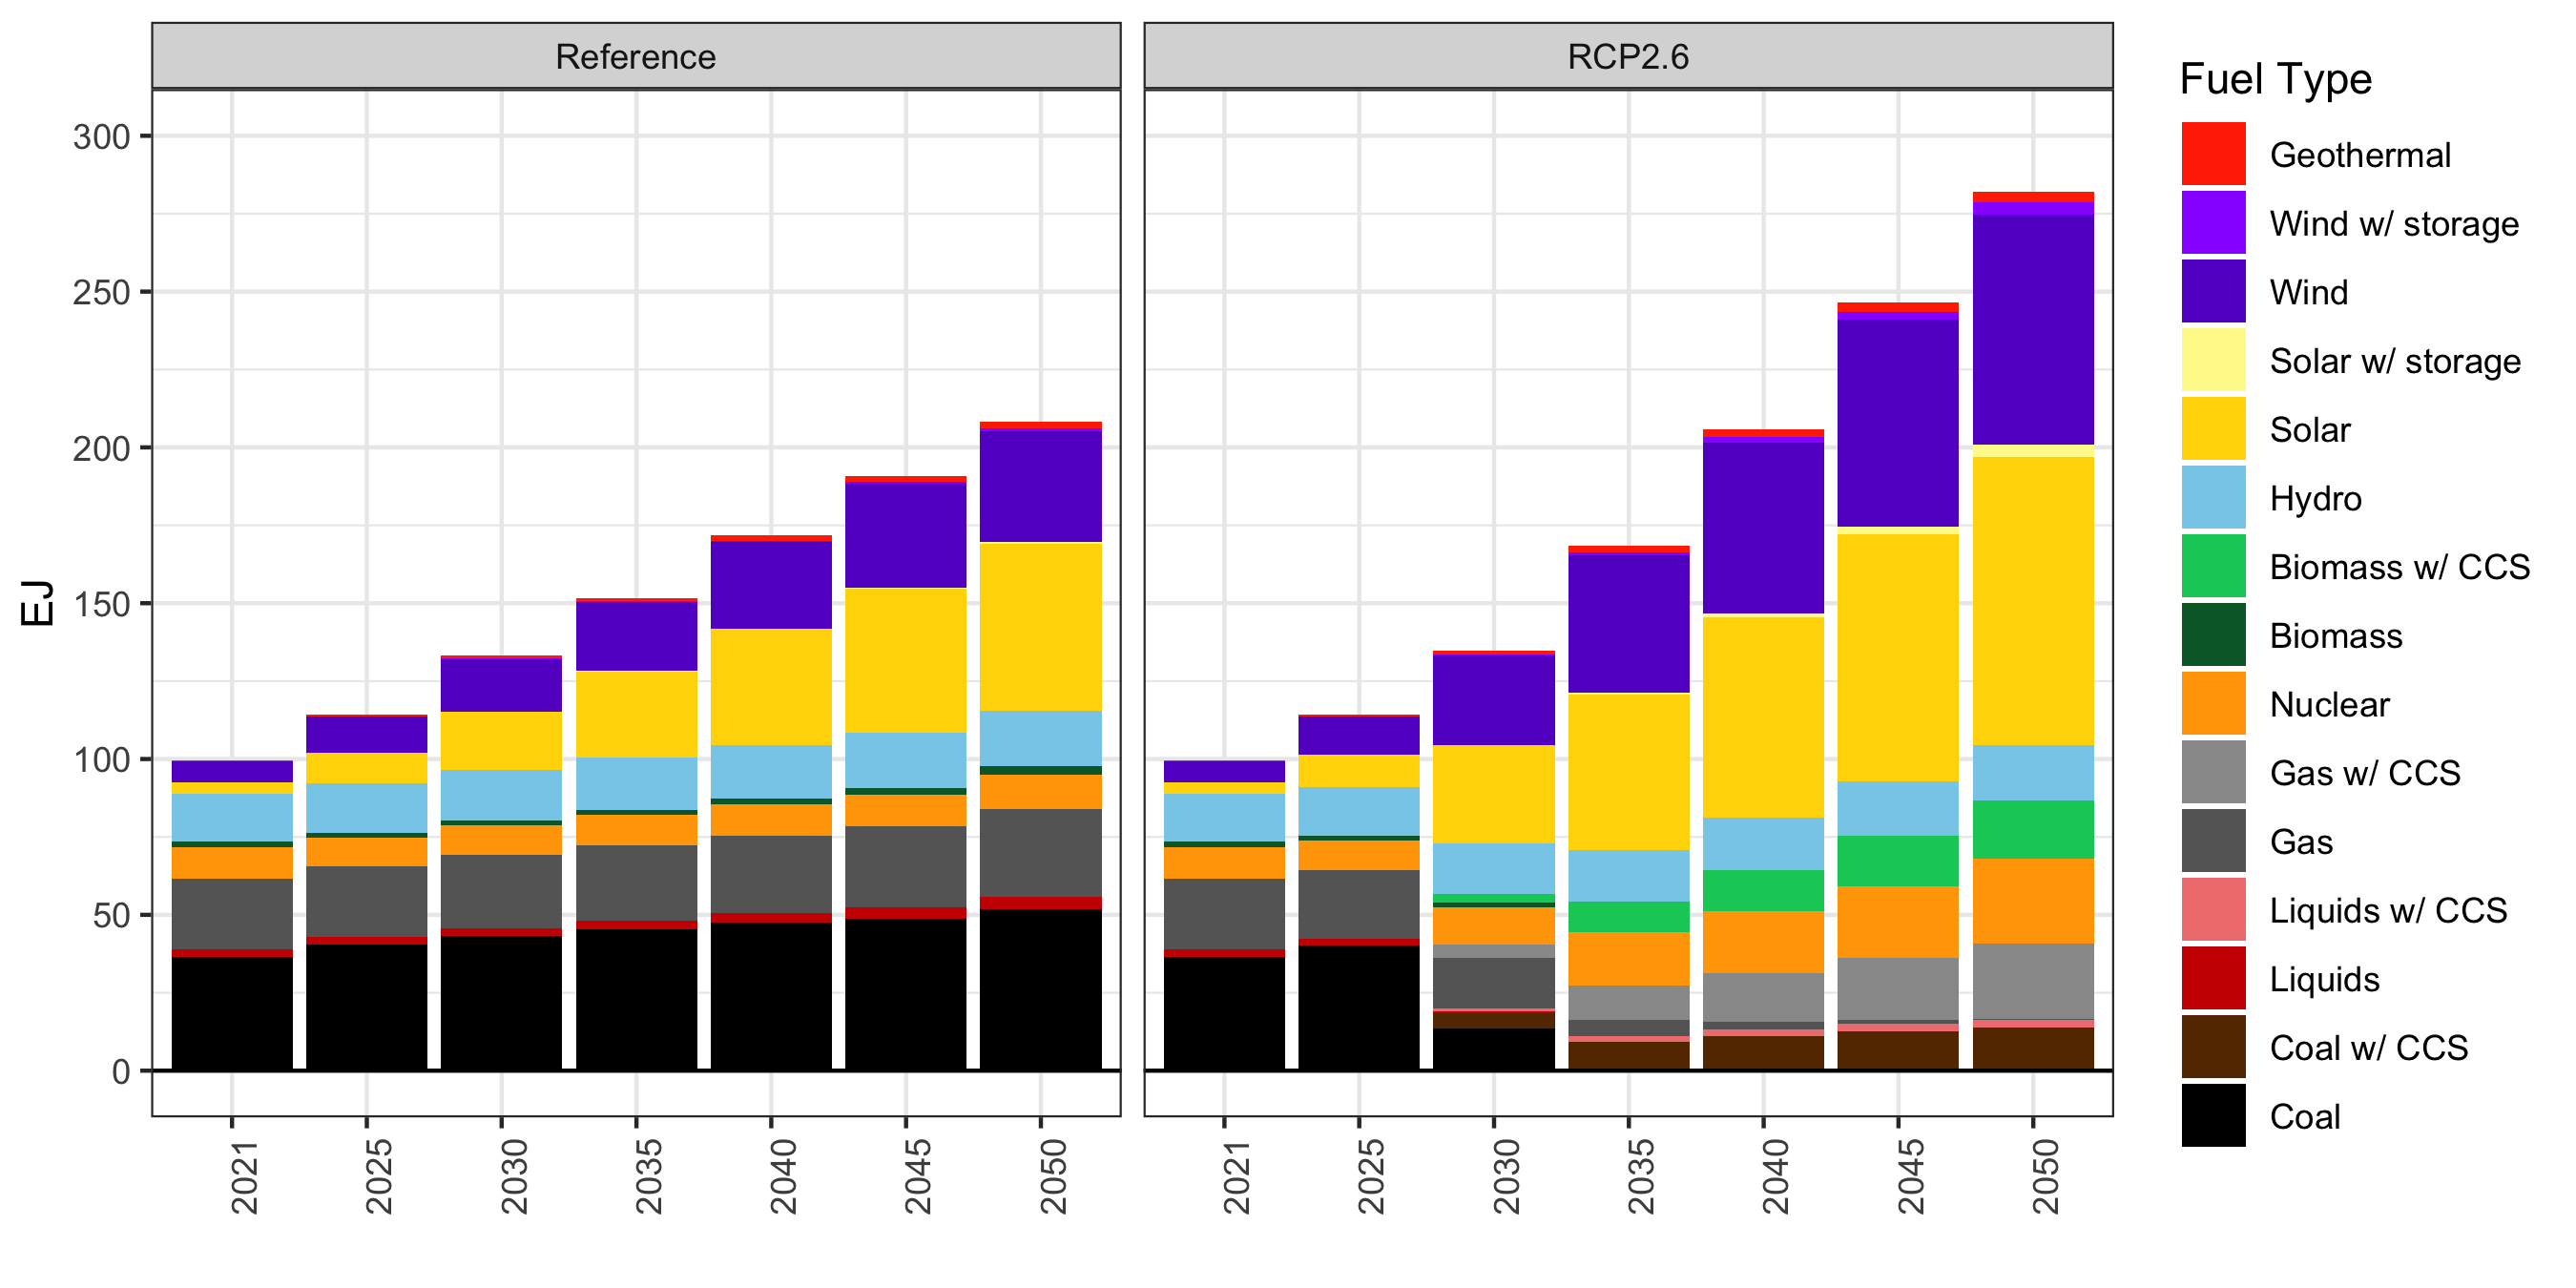 Reference
RCP2.6
300
250
200
150
100
50
0
EJ
2021
2025
2030
2035
2040
2045
2050
2021
2025
2030
2035
2040
2045
2050
Fuel Type
Geothermal
Wind w/ storage
Wind
Solar w/ storage
Solar
Hydro
Biomass w/ CCS
Biomass
Nuclear
Gas w/ CCS
Gas
Liquids w/ CCS
Liquids
Coal w/ CCS
Coal